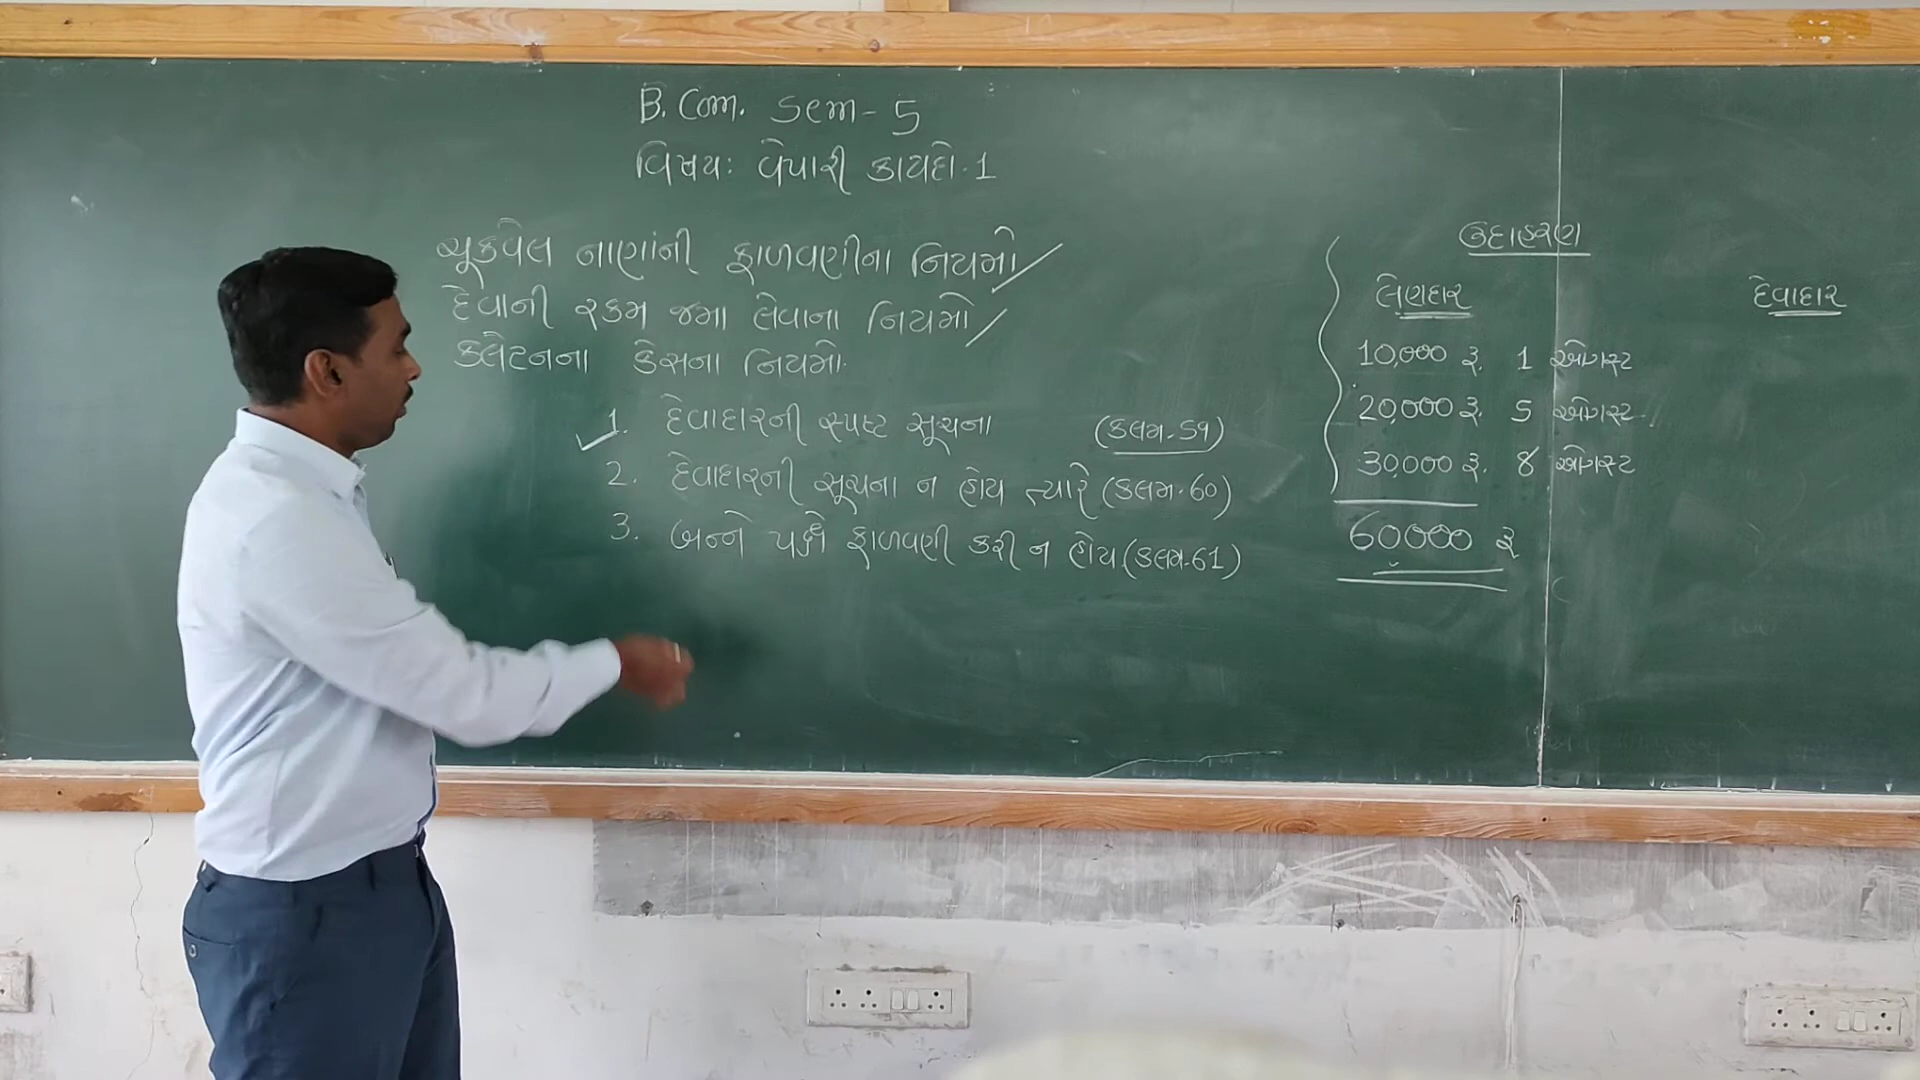 B. Com. Sem - 5
વિષય: વેપારી કાયદો - 1
ચૂકવેલ નાણાંની ફાળવણીના નિયમો
દેવાની રકમ જમા લેવાના નિયમો
કલેટનના કેસના નિયમો.
1. દેવાદારની સ્પષ્ટ સૂચના (કલમ-59)
2. દેવાદારની સૂચના ન હોય ત્યારે (કલમ-60)
3. બન્ને પક્ષે ફાળવણી કરી ન હોય (કલમ-61)
ઉદાહરણ
લેણદાર દેવાદાર
10,000 રૂ. 1 ઓગસ્ટ
20,000 રૂ. 5 ઓગસ્ટ.
30,000 રૂ. 8 ઓગસ્ટ
60000 રૂ